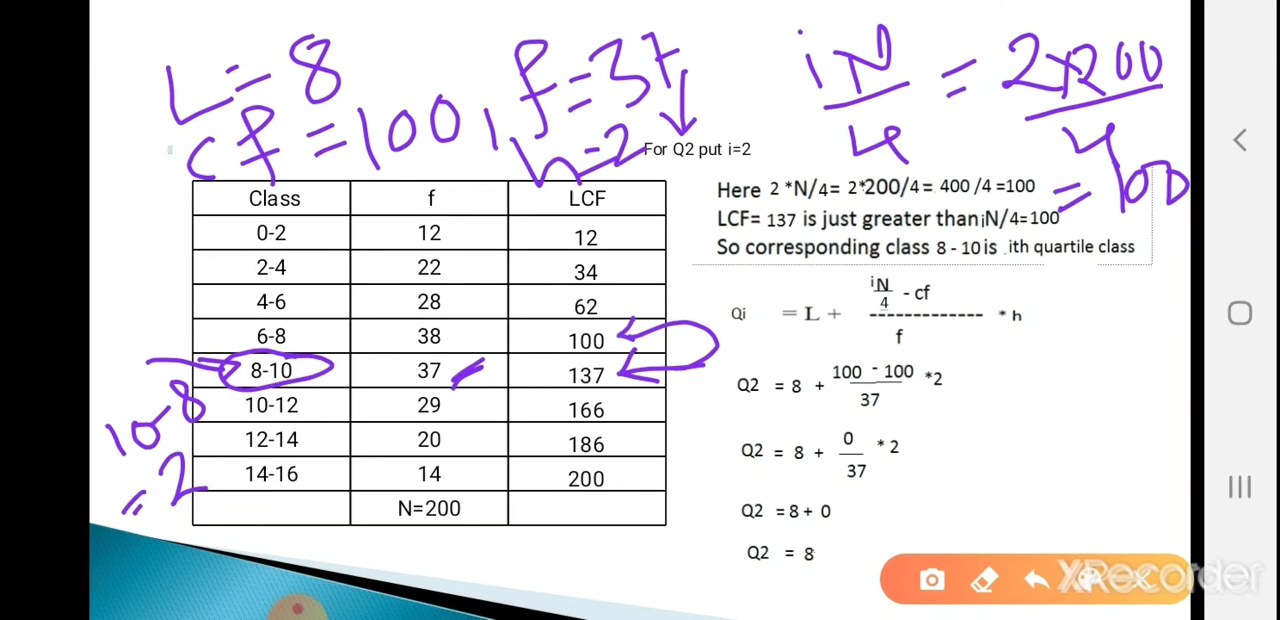 L = 8
cf = 100, f = 37
h = 2
iN/4 = 2×200/4
= 100
For Q2 put i=2
Class f LCF
0-2 12 12
2-4 22 34
4-6 28 62
6-8 38 100
8-10 37 137
10-12 29 166
12-14 20 186
14-16 14 200
N=200
10-8
= 2
Here 2 *N/4= 2*200/4= 400 /4 =100
LCF= 137 is just greater than iN/4=100
So corresponding class 8 - 10 is ith quartile class
iN/4 - cf
Qi = L + ------------- * h
f
100 - 100
Q2 = 8 + *2
37
0
Q2 = 8 + * 2
37
Q2 = 8 + 0
Q2 = 8
XRecorder